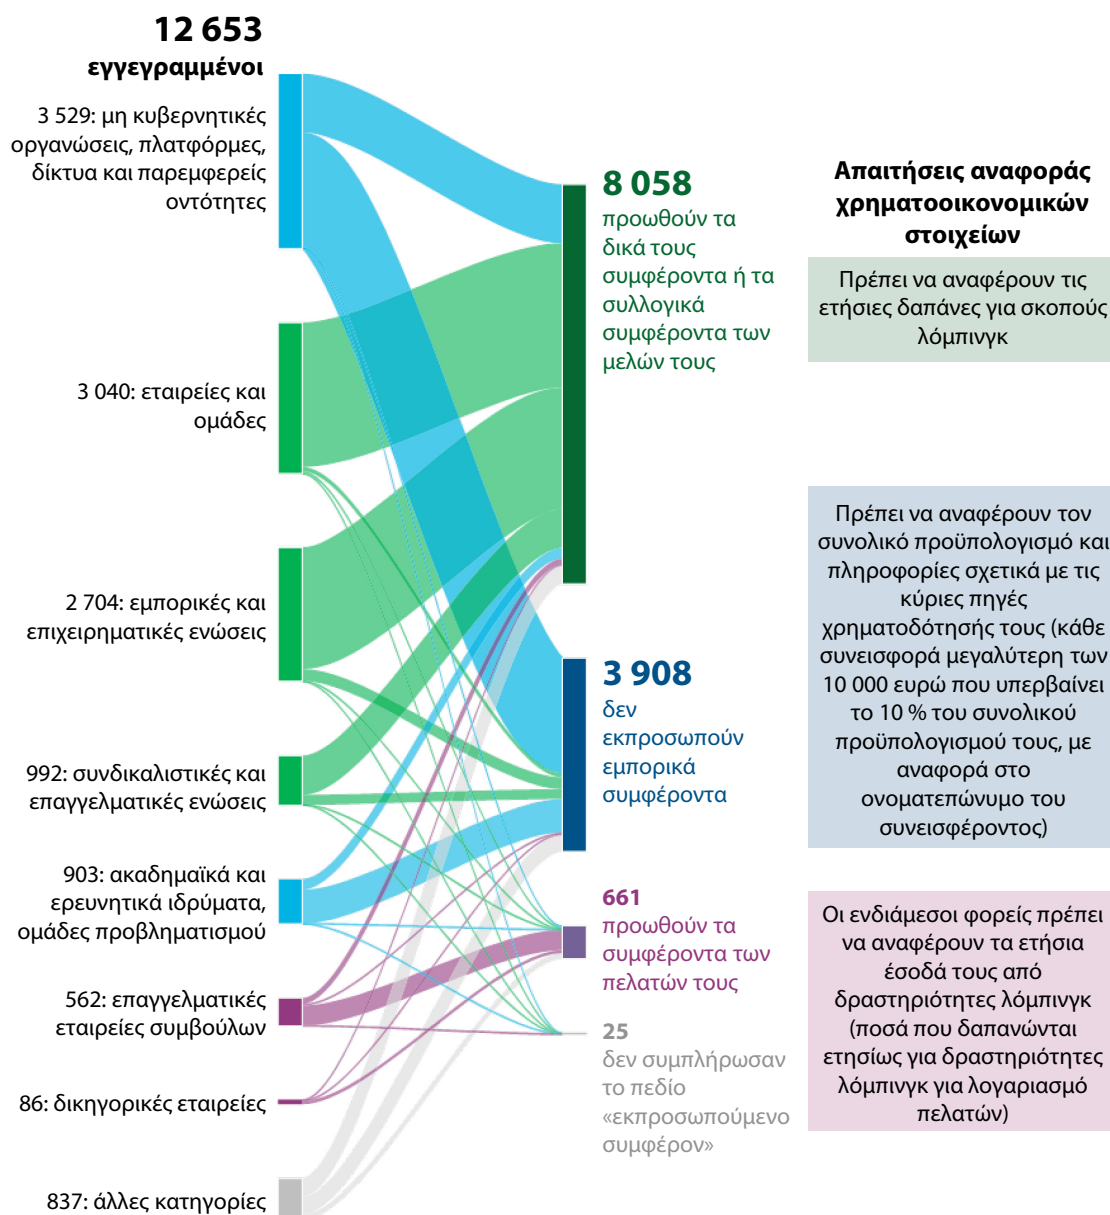 12 653
εγγεγραμμένοι
3 529: μη κυβερνητικές
οργανώσεις, πλατφόρμες,
δίκτυα και παρεμφερείς
οντότητες
3 040: εταιρείες και
ομάδες
2 704: εμπορικές και
επιχειρηματικές ενώσεις
992: συνδικαλιστικές και
επαγγελματικές ενώσεις
903: ακαδημαϊκά και
ερευνητικά ιδρύματα,
ομάδες προβληματισμού
562: επαγγελματικές
εταιρείες συμβούλων
86: δικηγορικές εταιρείες
837: άλλες κατηγορίες
8 058
προωθούν τα
δικά τους
συμφέροντα ή τα
συλλογικά
συμφέροντα των
μελών τους
3 908
δεν
εκπροσωπούν
εμπορικά
συμφέροντα
661
προωθούν τα
συμφέροντα των
πελατών τους
25
δεν συμπλήρωσαν
το πεδίο
«εκπροσωπούμενο
συμφέρον»
Απαιτήσεις αναφοράς
χρηματοοικονομικών
στοιχείων
Πρέπει να αναφέρουν τις
ετήσιες δαπάνες για σκοπούς
λόμπινγκ
Πρέπει να αναφέρουν τον
συνολικό προϋπολογισμό και
πληροφορίες σχετικά με τις
κύριες πηγές
χρηματοδότησής τους (κάθε
συνεισφορά μεγαλύτερη των
10 000 ευρώ που υπερβαίνει
το 10 % του συνολικού
προϋπολογισμού τους, με
αναφορά στο
ονοματεπώνυμο του
συνεισφέροντος)
Οι ενδιάμεσοι φορείς πρέπει
να αναφέρουν τα ετήσια
έσοδά τους από
δραστηριότητες λόμπινγκ
(ποσά που δαπανώνται
ετησίως για δραστηριότητες
λόμπινγκ για λογαριασμό
πελατών)